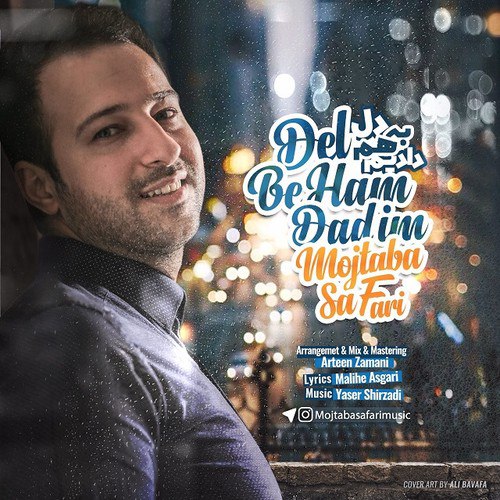 Del
دل
به هم
دادیم
Be Ham
Dadim
Mojtaba
SaFari
Arrangemet & Mix & Mastering
Arteen Zamani
Lyrics Malihe Asgari
Music Yaser Shirzadi
Mojtabasafarimusic
COVER ART BY ALI BAVAFA